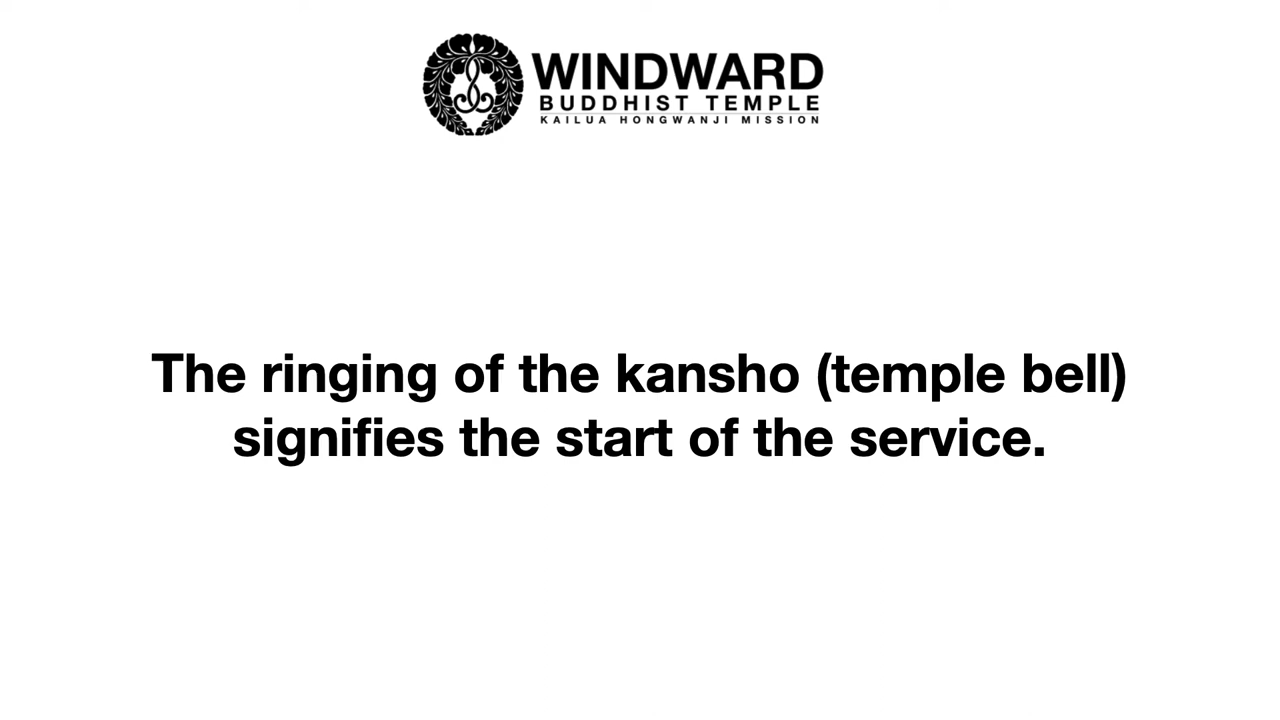 WINDWARD
BUDDHIST TEMPLE
KAILUA HONGWANJI MISSION
The ringing of the kansho (temple bell)
signifies the start of the service.